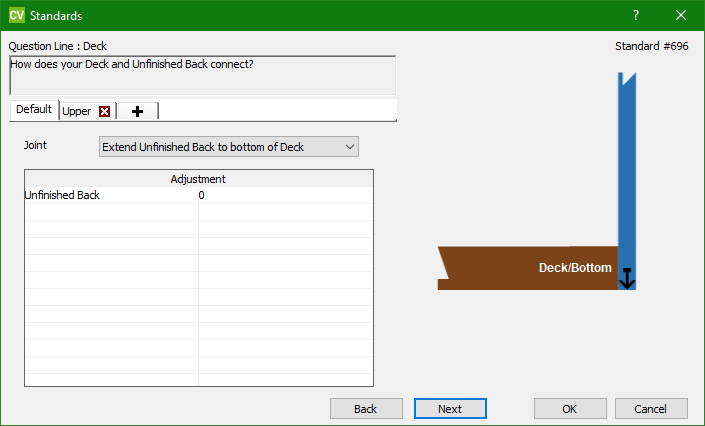 CV Standards
Question Line : Deck
Standard #696
How does your Deck and Unfinished Back connect?
Default Upper
Joint Extend Unfinished Back to bottom of Deck
Adjustment
Unfinished Back 0
Deck/Bottom
Back Next OK Cancel